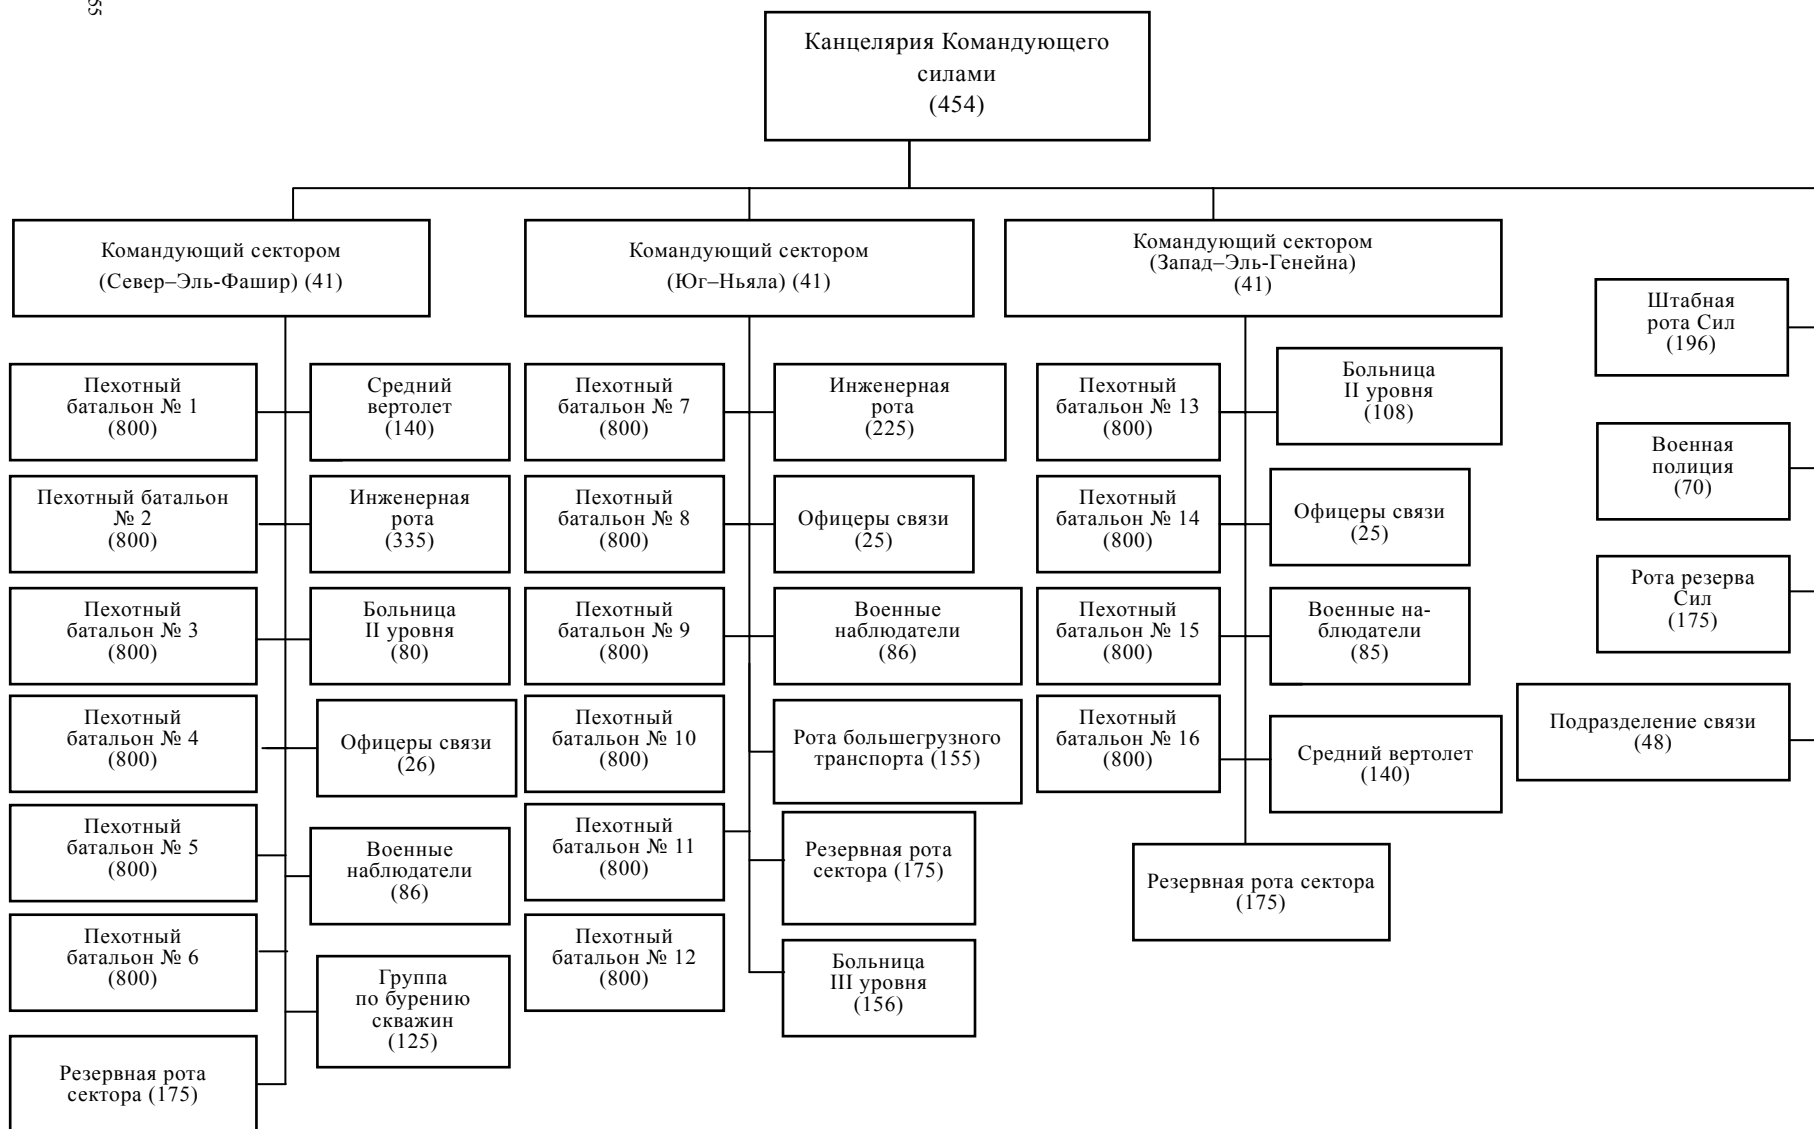 55
Канцелярия Командующего
силами
(454)
Командующий сектором
(Север–Эль-Фашир) (41)
Командующий сектором
(Юг–Ньяла) (41)
Командующий сектором
(Запад–Эль-Генейна)
(41)
Пехотный
батальон № 1
(800)
Средний
вертолет
(140)
Пехотный батальон
№ 2
(800)
Инженерная
рота
(335)
Пехотный
батальон № 3
(800)
Больница
II уровня
(80)
Пехотный
батальон № 4
(800)
Офицеры связи
(26)
Пехотный
батальон № 5
(800)
Военные
наблюдатели
(86)
Пехотный
батальон № 6
(800)
Группа
по бурению
скважин
(125)
Резервная рота
сектора (175)
Пехотный
батальон № 7
(800)
Инженерная
рота
(225)
Пехотный
батальон № 8
(800)
Офицеры связи
(25)
Пехотный
батальон № 9
(800)
Военные
наблюдатели
(86)
Пехотный
батальон № 10
(800)
Рота большегрузного
транспорта (155)
Пехотный
батальон № 11
(800)
Резервная рота
сектора (175)
Пехотный
батальон № 12
(800)
Больница
III уровня
(156)
Пехотный
батальон № 13
(800)
Больница
II уровня
(108)
Пехотный
батальон № 14
(800)
Офицеры связи
(25)
Пехотный
батальон № 15
(800)
Военные на-
блюдатели
(85)
Пехотный
батальон № 16
(800)
Средний вертолет
(140)
Резервная рота сектора
(175)
Штабная
рота Сил
(196)
Военная
полиция
(70)
Рота резерва
Сил
(175)
Подразделение связи
(48)